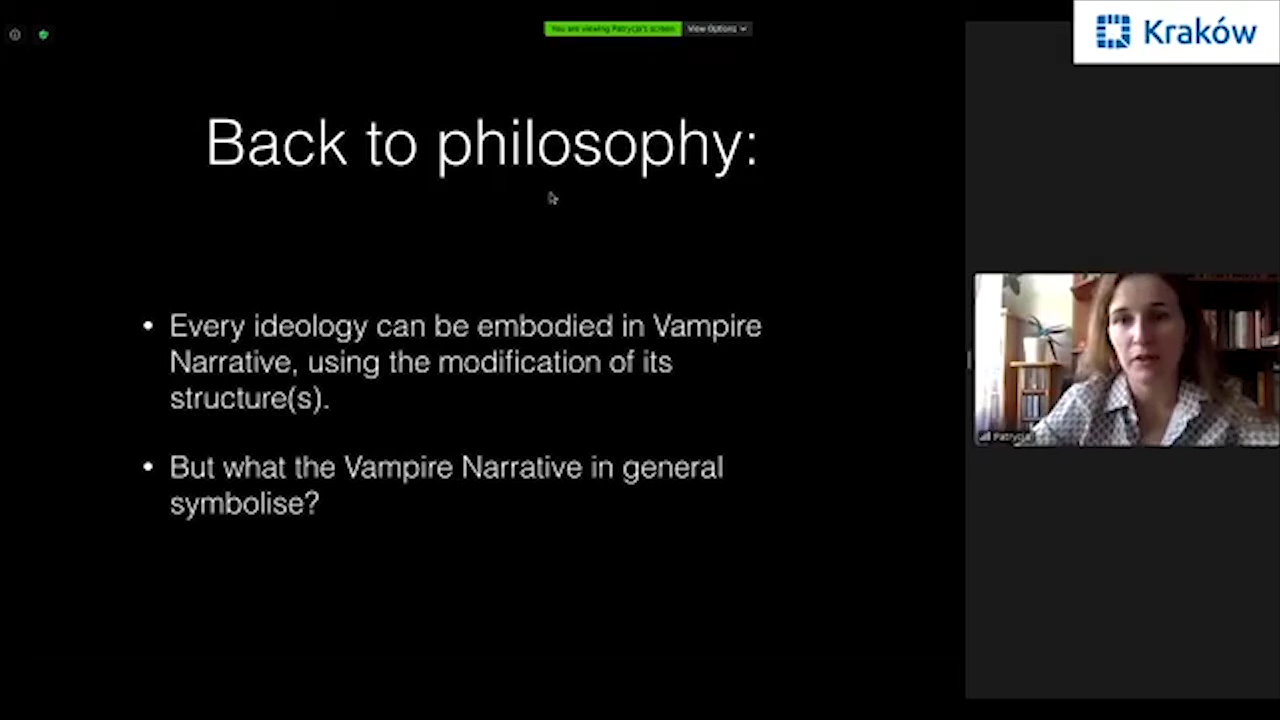 You are viewing Patrycja's screen
View Options
Kraków
Back to philosophy:
• Every ideology can be embodied in Vampire
Narrative, using the modification of its
structure(s).
• But what the Vampire Narrative in general
symbolise?
Patrycja